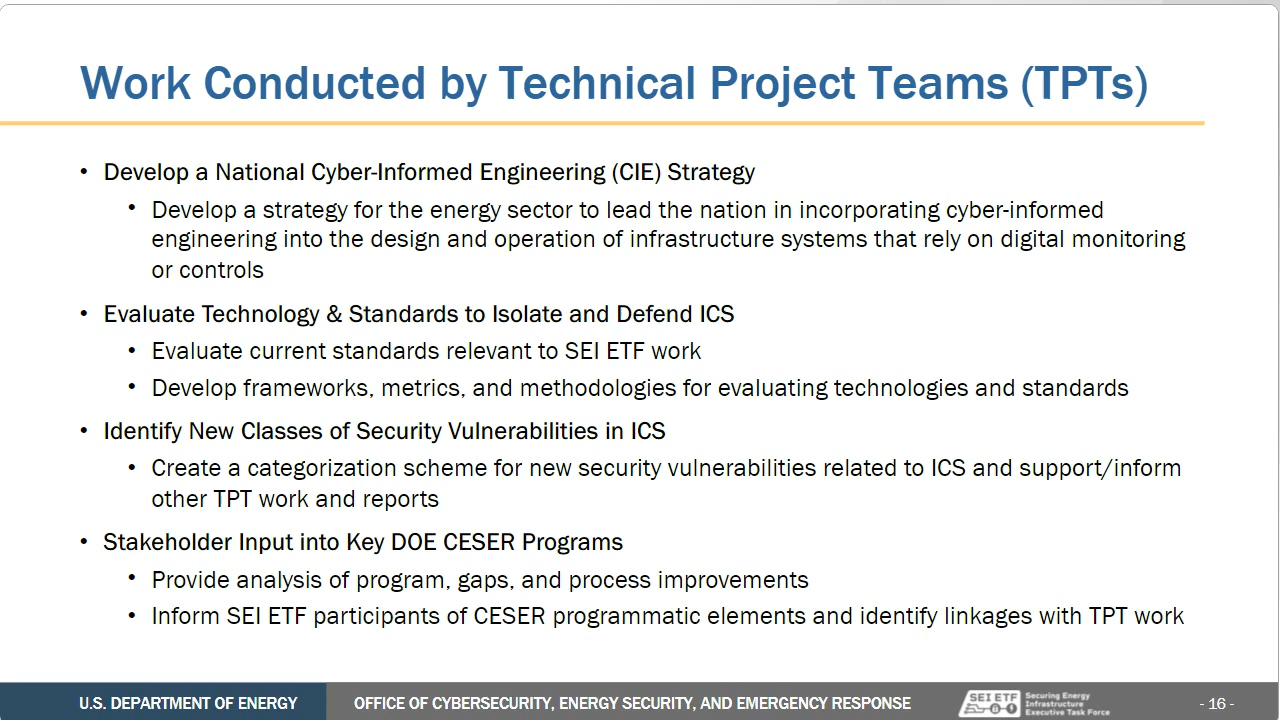 Work Conducted by Technical Project Teams (TPTs)
• Develop a National Cyber-Informed Engineering (CIE) Strategy
• Develop a strategy for the energy sector to lead the nation in incorporating cyber-informed
engineering into the design and operation of infrastructure systems that rely on digital monitoring
or controls
• Evaluate Technology & Standards to Isolate and Defend ICS
• Evaluate current standards relevant to SEI ETF work
• Develop frameworks, metrics, and methodologies for evaluating technologies and standards
• Identify New Classes of Security Vulnerabilities in ICS
• Create a categorization scheme for new security vulnerabilities related to ICS and support/inform
other TPT work and reports
• Stakeholder Input into Key DOE CESER Programs
• Provide analysis of program, gaps, and process improvements
• Inform SEI ETF participants of CESER programmatic elements and identify linkages with TPT work
U.S. DEPARTMENT OF ENERGY
OFFICE OF CYBERSECURITY, ENERGY SECURITY, AND EMERGENCY RESPONSE
SEI ETF
Securing Energy
Infrastructure
Executive Task Force
- 16 -